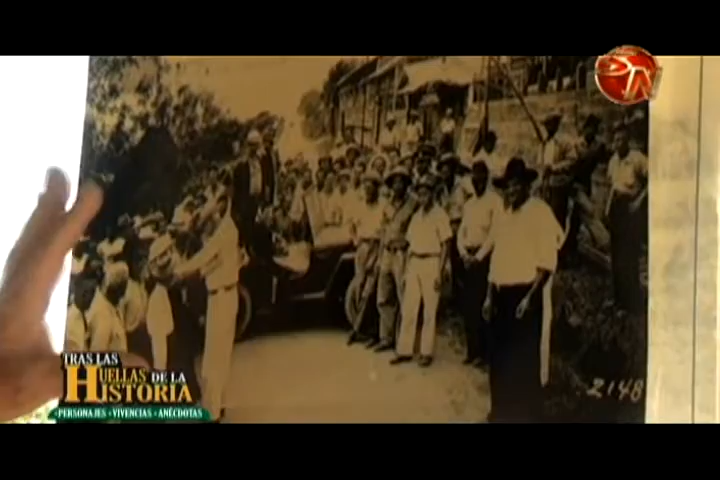 TRAS LAS
HUELLAS DE LA
HISTORIA
PERSONAJES • VIVENCIAS • ANÉCDOTAS
2148